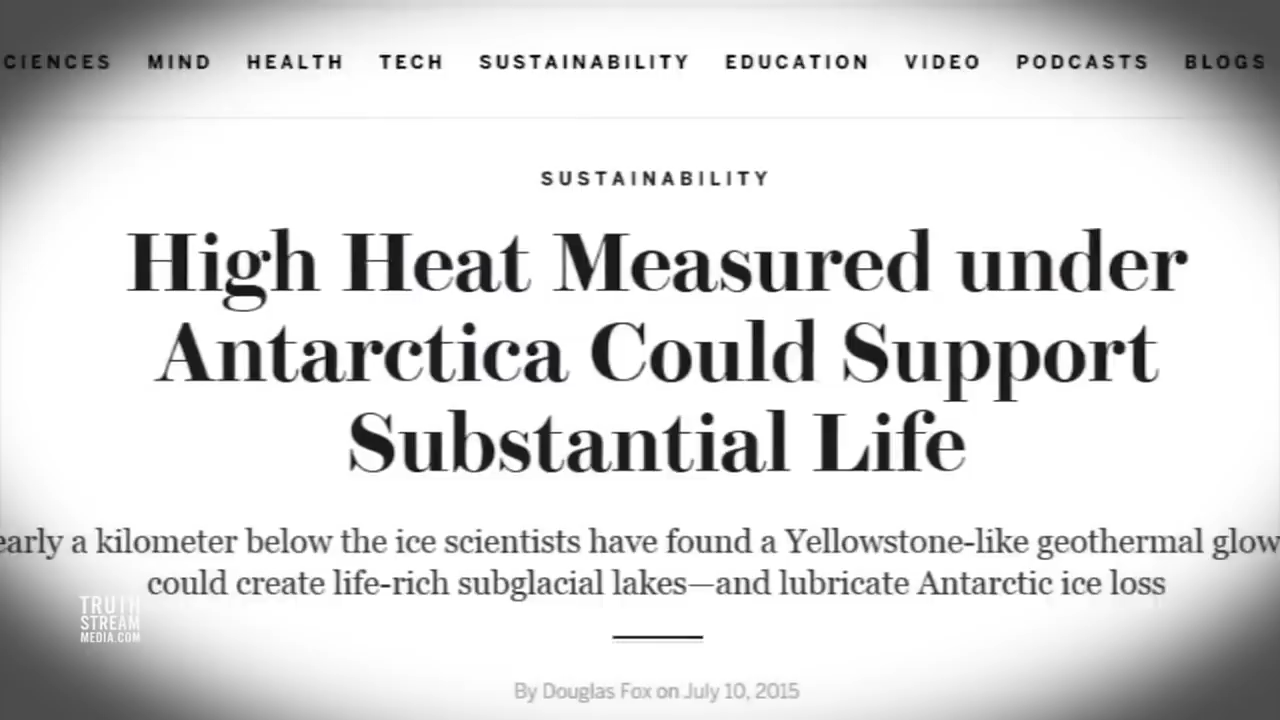 CIENCES MIND HEALTH TECH SUSTAINABILITY EDUCATION VIDEO PODCASTS BLOGS
SUSTAINABILITY
High Heat Measured under
Antarctica Could Support
Substantial Life
early a kilometer below the ice scientists have found a Yellowstone-like geothermal glow
could create life-rich subglacial lakes—and lubricate Antarctic ice loss
TRUTH
STREAM
MEDIA.COM
By Douglas Fox on July 10, 2015